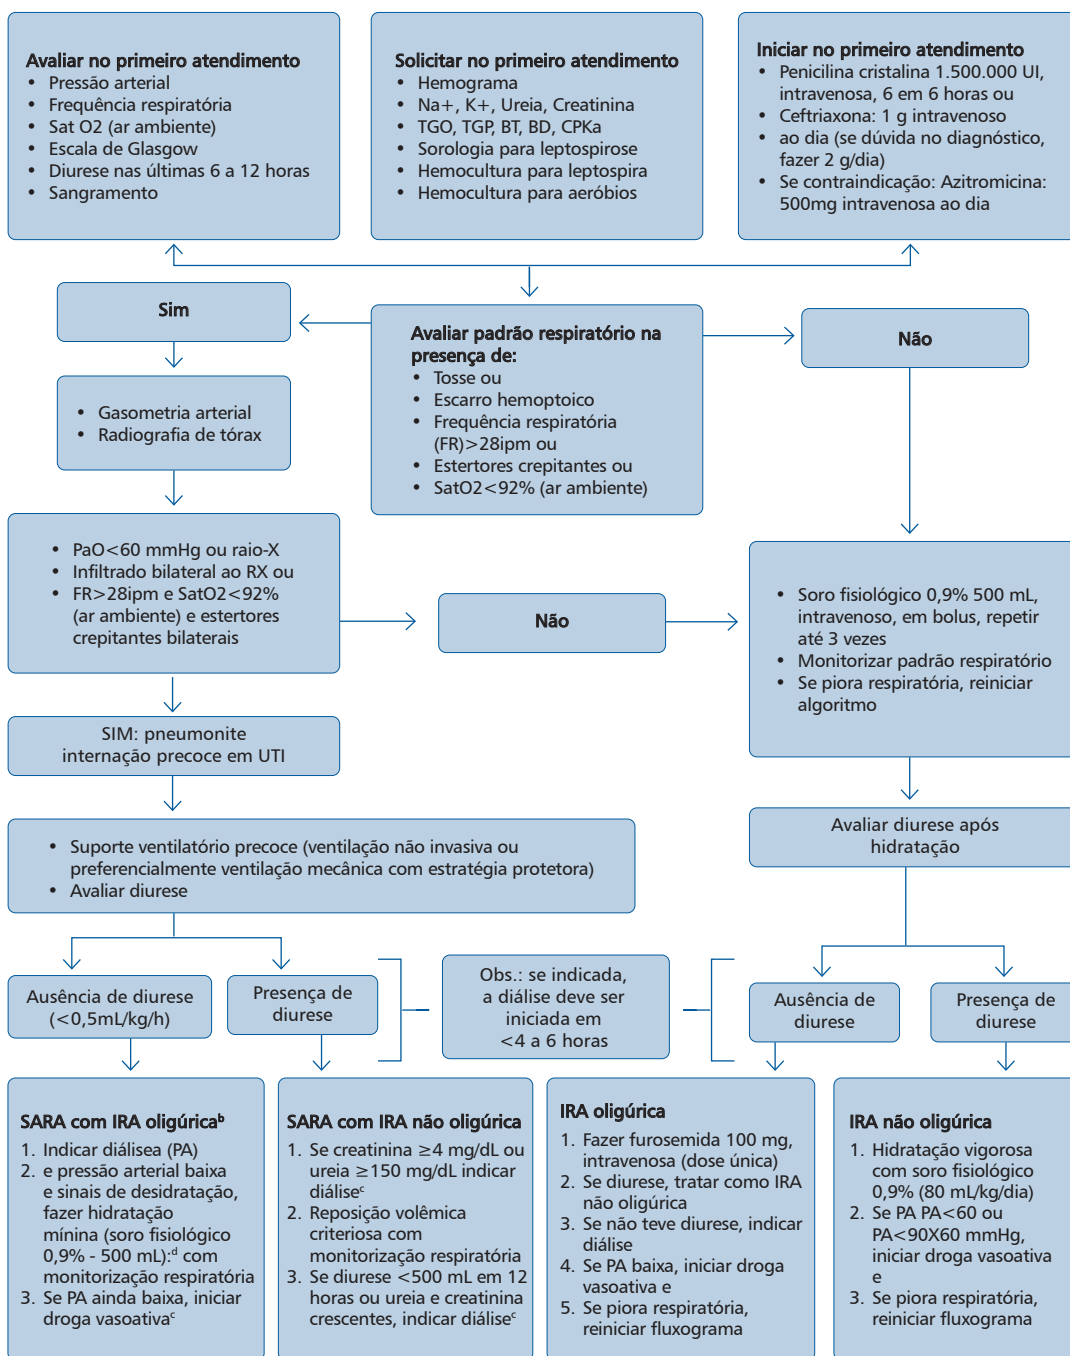 Avaliar no primeiro atendimento
• Pressão arterial
• Frequência respiratória
• Sat O2 (ar ambiente)
• Escala de Glasgow
• Diurese nas últimas 6 a 12 horas
• Sangramento
Solicitar no primeiro atendimento
• Hemograma
• Na+, K+, Ureia, Creatinina
• TGO, TGP, BT, BD, CPKa
• Sorologia para leptospirose
• Hemocultura para leptospira
• Hemocultura para aeróbios
Iniciar no primeiro atendimento
• Penicilina cristalina 1.500.000 UI,
intravenosa, 6 em 6 horas ou
• Ceftriaxona: 1 g intravenoso
• ao dia (se dúvida no diagnóstico,
fazer 2 g/dia)
• Se contraindicação: Azitromicina:
500mg intravenosa ao dia
Sim
Avaliar padrão respiratório na
presença de:
• Tosse ou
• Escarro hemoptoico
• Frequência respiratória
(FR)>28ipm ou
• Estertores crepitantes ou
• SatO2<92% (ar ambiente)
Não
• Gasometria arterial
• Radiografia de tórax
• PaO<60 mmHg ou raio-X
• Infiltrado bilateral ao RX ou
• FR>28ipm e SatO2<92%
(ar ambiente) e estertores
crepitantes bilaterais
Não
• Soro fisiológico 0,9% 500 mL,
intravenoso, em bolus, repetir
até 3 vezes
• Monitorizar padrão respiratório
• Se piora respiratória, reiniciar
algoritmo
SIM: pneumonite
internação precoce em UTI
• Suporte ventilatório precoce (ventilação não invasiva ou
preferencialmente ventilação mecânica com estratégia protetora)
• Avaliar diurese
Avaliar diurese após
hidratação
Ausência de diurese
(<0,5mL/kg/h)
Presença de
diurese
Obs.: se indicada,
a diálise deve ser
iniciada em
<4 a 6 horas
Ausência de
diurese
Presença de
diurese
SARA com IRA oligúricaᵇ
1. Indicar diálisea (PA)
2. e pressão arterial baixa
e sinais de desidratação,
fazer hidratação
mínina (soro fisiológico
0,9% - 500 mL):ᵈ com
monitorização respiratória
3. Se PA ainda baixa, iniciar
droga vasoativaᶜ
SARA com IRA não oligúrica
1. Se creatinina ≥4 mg/dL ou
ureia ≥150 mg/dL indicar
diáliseᶜ
2. Reposição volêmica
criteriosa com
monitorização respiratória
3. Se diurese <500 mL em 12
horas ou ureia e creatinina
crescentes, indicar diáliseᶜ
IRA oligúrica
1. Fazer furosemida 100 mg,
intravenosa (dose única)
2. Se diurese, tratar como IRA
não oligúrica
3. Se não teve diurese, indicar
diálise
4. Se PA baixa, iniciar droga
vasoativa e
5. Se piora respiratória,
reiniciar fluxograma
IRA não oligúrica
1. Hidratação vigorosa
com soro fisiológico
0,9% (80 mL/kg/dia)
2. Se PA PA<60 ou
PA<90X60 mmHg,
iniciar droga vasoativa
e
3. Se piora respiratória,
reiniciar fluxograma